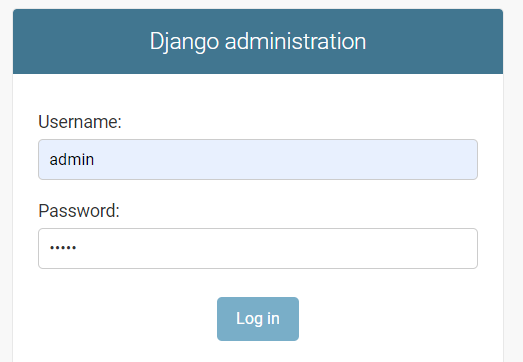 Django administration
Username:
admin
Password:
•••••
Log in